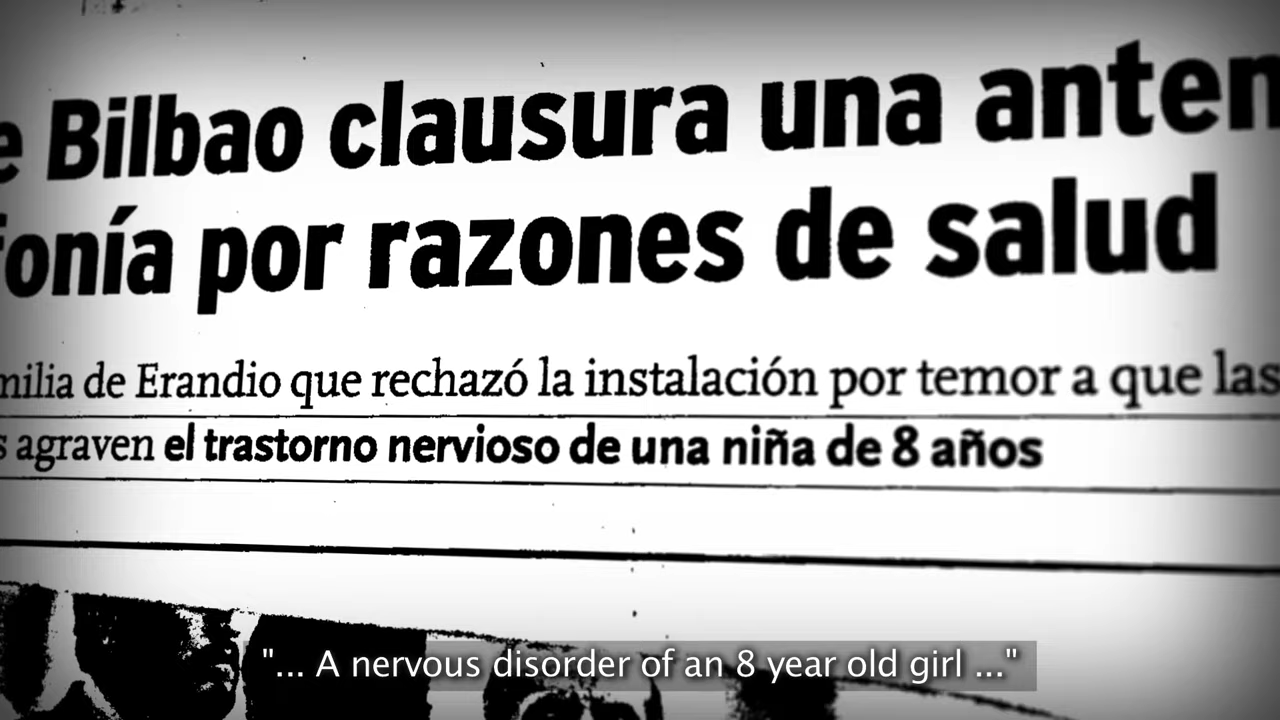 e Bilbao clausura una anten
fonía por razones de salud
milia de Erandio que rechazó la instalación por temor a que las
s agraven el trastorno nervioso de una niña de 8 años
"... A nervous disorder of an 8 year old girl ..."